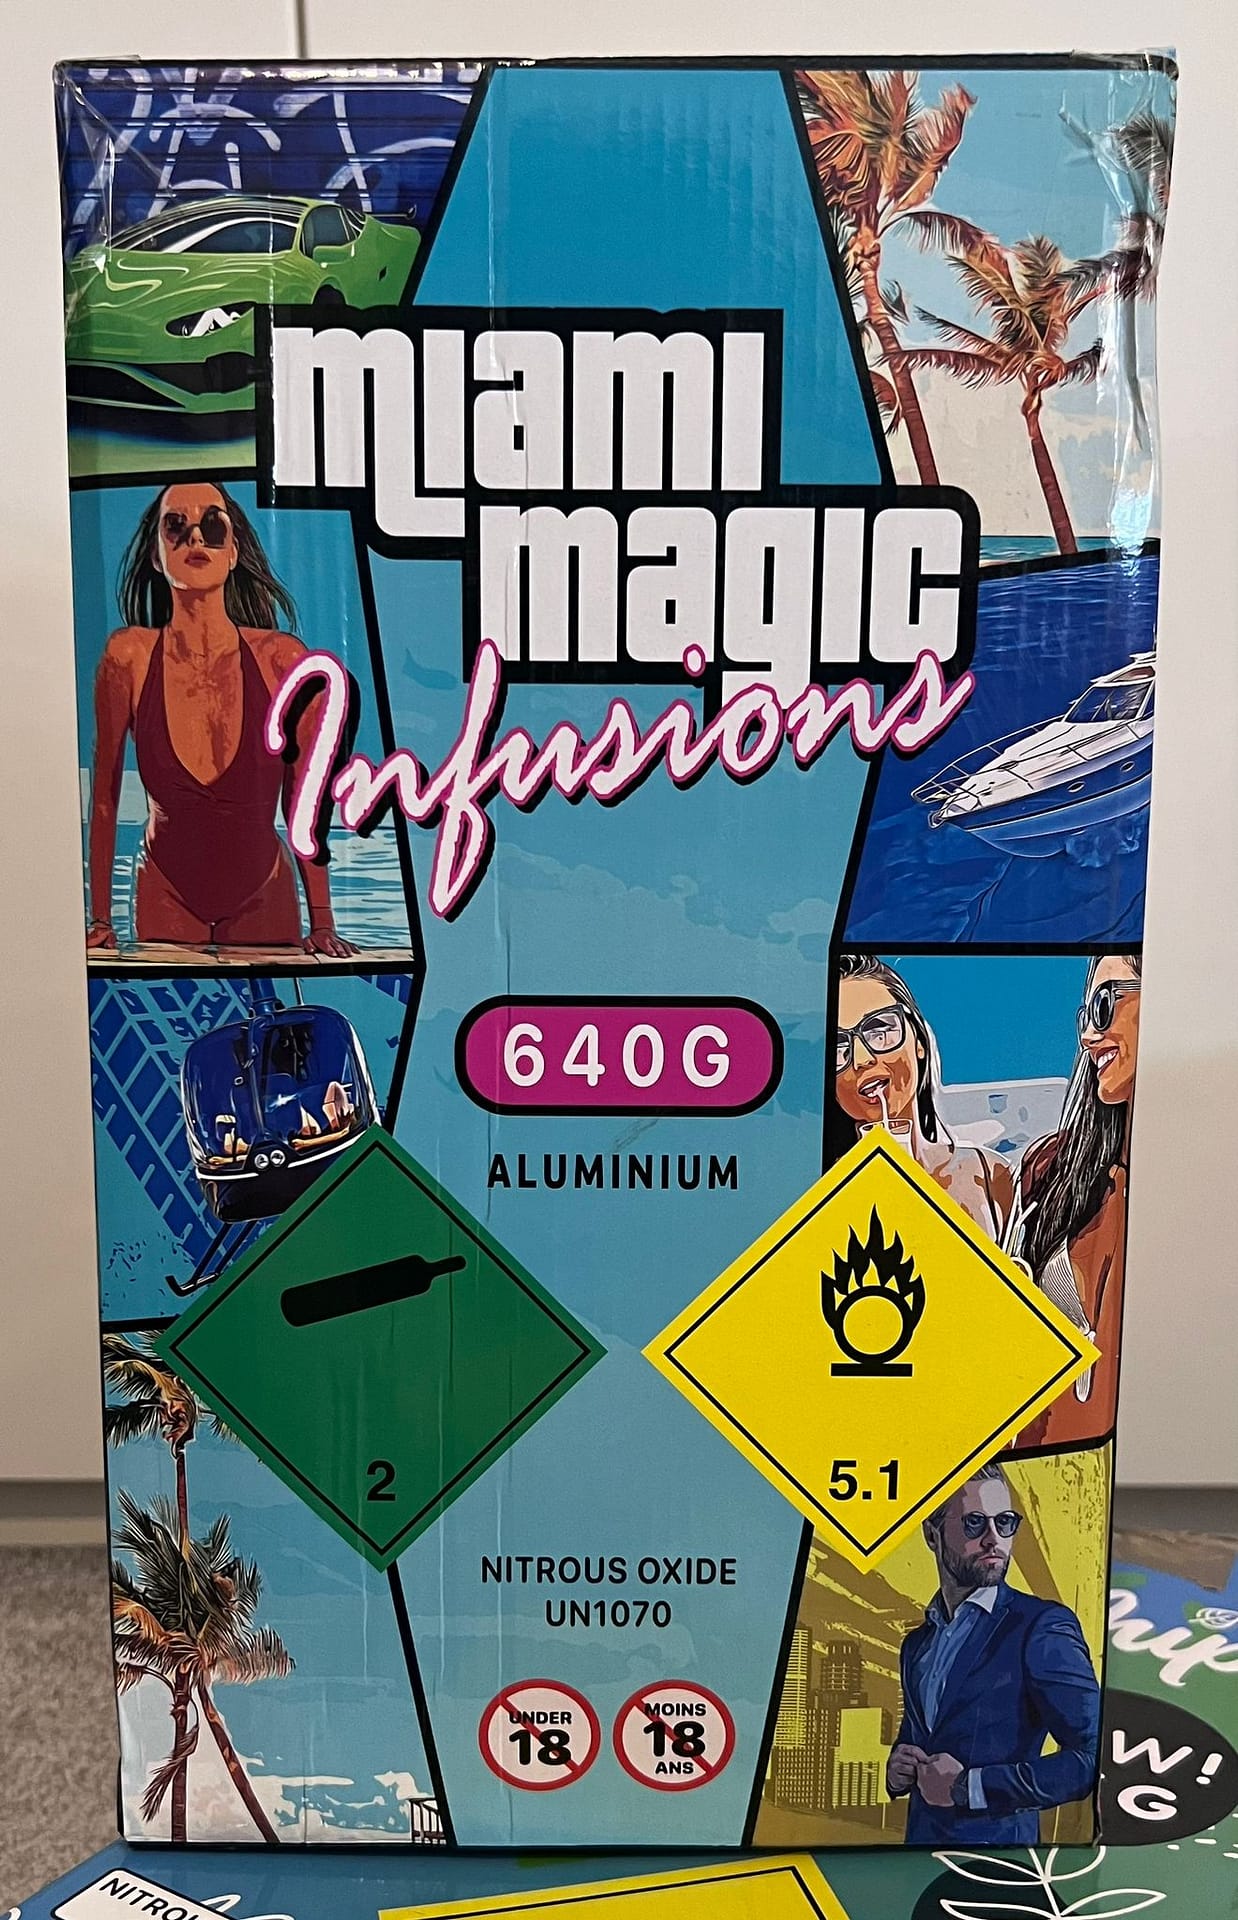 miami
magic
Infusions
640G
ALUMINIUM
2
5.1
NITROUS OXIDE
UN1070
UNDER
18
MOINS
18
ANS
W!
G